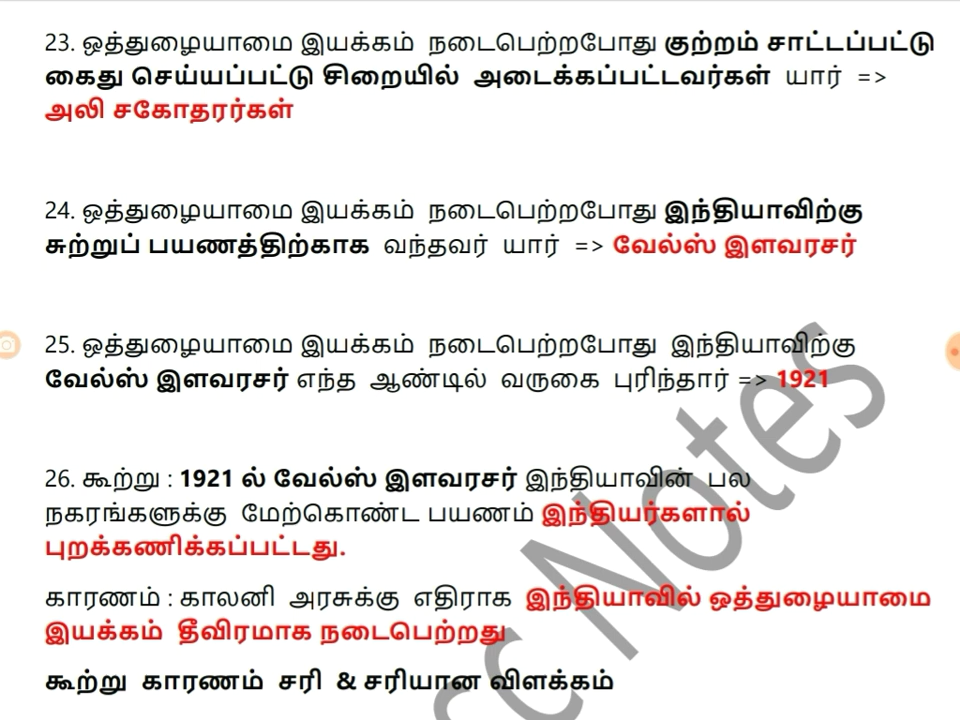 23. ஒத்துழையாமை இயக்கம் நடைபெற்றபோது குற்றம் சாட்டப்பட்டு
கைது செய்யப்பட்டு சிறையில் அடைக்கப்பட்டவர்கள் யார் =>
அலி சகோதரர்கள்
24. ஒத்துழையாமை இயக்கம் நடைபெற்றபோது இந்தியாவிற்கு
சுற்றுப் பயணத்திற்காக வந்தவர் யார் => வேல்ஸ் இளவரசர்
25. ஒத்துழையாமை இயக்கம் நடைபெற்றபோது இந்தியாவிற்கு
வேல்ஸ் இளவரசர் எந்த ஆண்டில் வருகை புரிந்தார் => 1921
26. கூற்று : 1921 ல் வேல்ஸ் இளவரசர் இந்தியாவின் பல
நகரங்களுக்கு மேற்கொண்ட பயணம் இந்தியர்களால்
புறக்கணிக்கப்பட்டது.
காரணம் : காலனி அரசுக்கு எதிராக இந்தியாவில் ஒத்துழையாமை
இயக்கம் தீவிரமாக நடைபெற்றது
கூற்று காரணம் சரி & சரியான விளக்கம்
Notes